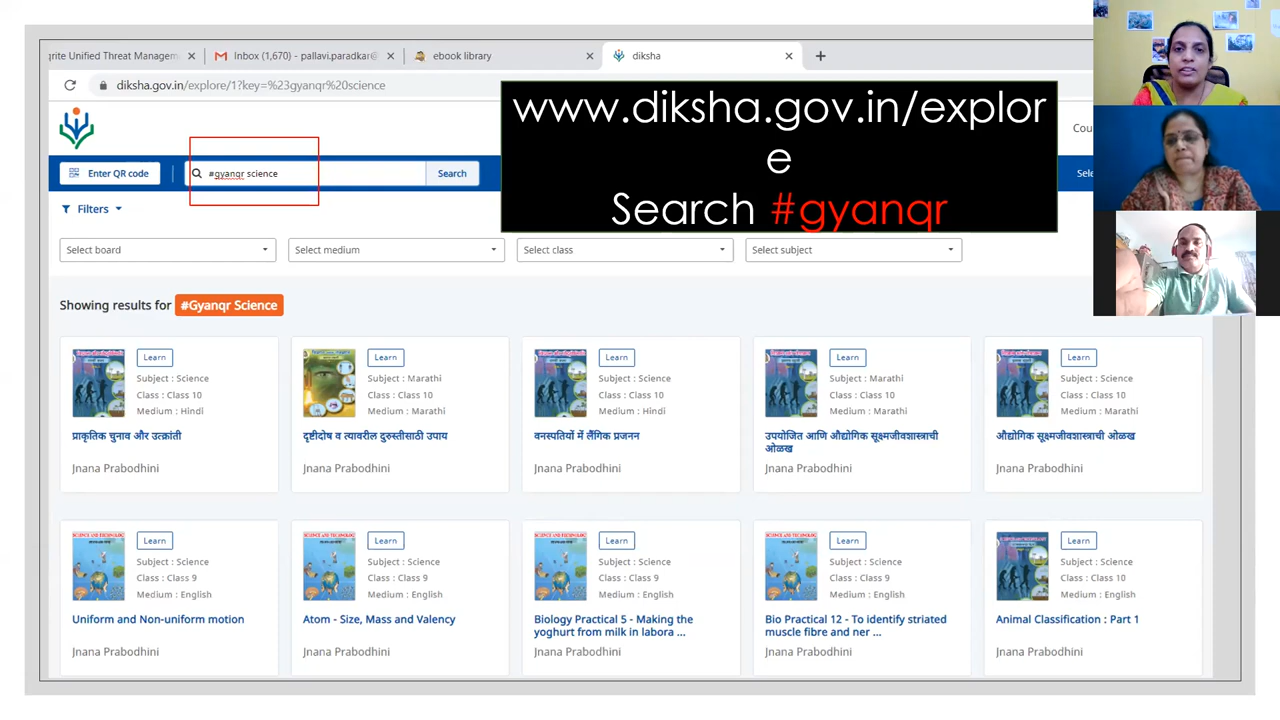 grite Unified Threat Managem
Inbox (1,670) - pallavi.paradkar@
ebook library
diksha
diksha.gov.in/explore/1?key=%23gyanqr%20science
www.diksha.gov.in/explor
e
Search #gyanqr
Cou
Enter QR code
#gyanqr science
Search
Sele
Filters
Select board
Select medium
Select class
Select subject
Showing results for #Gyanqr Science
Learn
Subject : Science
Class : Class 10
Medium : Hindi
प्राकृतिक चुनाव और उत्क्रांती
Jnana Prabodhini
Learn
Subject : Marathi
Class : Class 10
Medium : Marathi
दृष्टीदोष व त्यावरील दुरुस्तीसाठी उपाय
Jnana Prabodhini
Learn
Subject : Science
Class : Class 10
Medium : Hindi
वनस्पतियों में लैंगिक प्रजनन
Jnana Prabodhini
Learn
Subject : Marathi
Class : Class 10
Medium : Marathi
उपयोजित आणि औद्योगिक सूक्ष्मजीवशास्त्राची
ओळख
Jnana Prabodhini
Learn
Subject : Science
Class : Class 10
Medium : Marathi
औद्योगिक सूक्ष्मजीवशास्त्राची ओळख
Jnana Prabodhini
Learn
Subject : Science
Class : Class 9
Medium : English
Uniform and Non-uniform motion
Jnana Prabodhini
Learn
Subject : Science
Class : Class 9
Medium : English
Atom - Size, Mass and Valency
Jnana Prabodhini
Learn
Subject : Science
Class : Class 9
Medium : English
Biology Practical 5 - Making the
yoghurt from milk in labora ...
Jnana Prabodhini
Learn
Subject : Science
Class : Class 9
Medium : English
Bio Practical 12 - To identify striated
muscle fibre and ner ...
Jnana Prabodhini
Learn
Subject : Science
Class : Class 10
Medium : English
Animal Classification : Part 1
Jnana Prabodhini